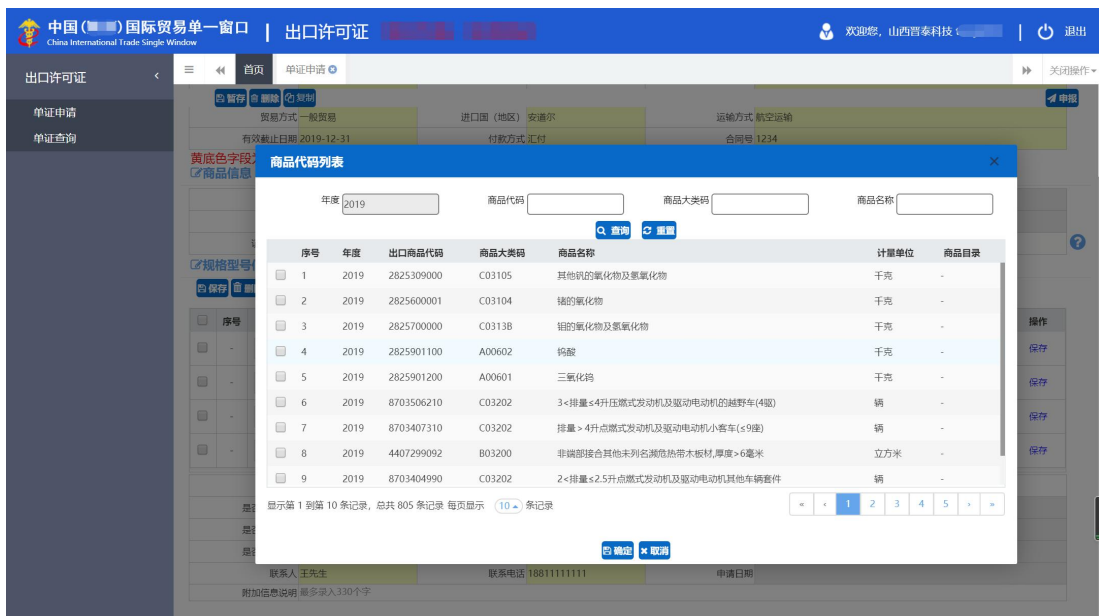 中国( )国际贸易单一窗口 | 出口许可证
China International Trade Single Window
欢迎您，山西晋泰科技
退出
出口许可证
单证申请
单证查询
首页 单证申请
关闭操作
暂存 删除 复制 申报
贸易方式 一般贸易 进口国（地区） 安道尔 运输方式 航空运输
有效截止日期 2019-12-31 付款方式 汇付 合同号 1234
黄底色字段
商品信息
规格型号
保存
序号 操作
- 保存
- 保存
- 保存
- 保存
商品代码列表
年度 2019 商品代码 商品大类码 商品名称
查询 重置
序号 年度 出口商品代码 商品大类码 商品名称 计量单位 商品目录
1 2019 2825309000 C03105 其他钒的氧化物及氢氧化物 千克 -
2 2019 2825600001 C03104 锗的氧化物 千克 -
3 2019 2825700000 C0313B 钼的氧化物及氢氧化物 千克 -
4 2019 2825901100 A00602 钨酸 千克 -
5 2019 2825901200 A00601 三氧化钨 千克 -
6 2019 8703506210 C03202 3<排量≤4升压燃式发动机及驱动电动机的越野车(4驱) 辆 -
7 2019 8703407310 C03202 排量＞4升点燃式发动机及驱动电动机小客车(≤9座) 辆 -
8 2019 4407299092 B03200 非端部接合其他未列名濒危热带木板材,厚度>6毫米 立方米 -
9 2019 8703404990 C03202 2<排量≤2.5升点燃式发动机及驱动电动机其他车辆套件 辆 -
显示第 1 到第 10 条记录，总共 805 条记录 每页显示 10 条记录
« ‹ 1 2 3 4 5 › »
确定 取消
联系人 王先生 联系电话 18811111111 申请日期
附加信息说明 最多录入330个字